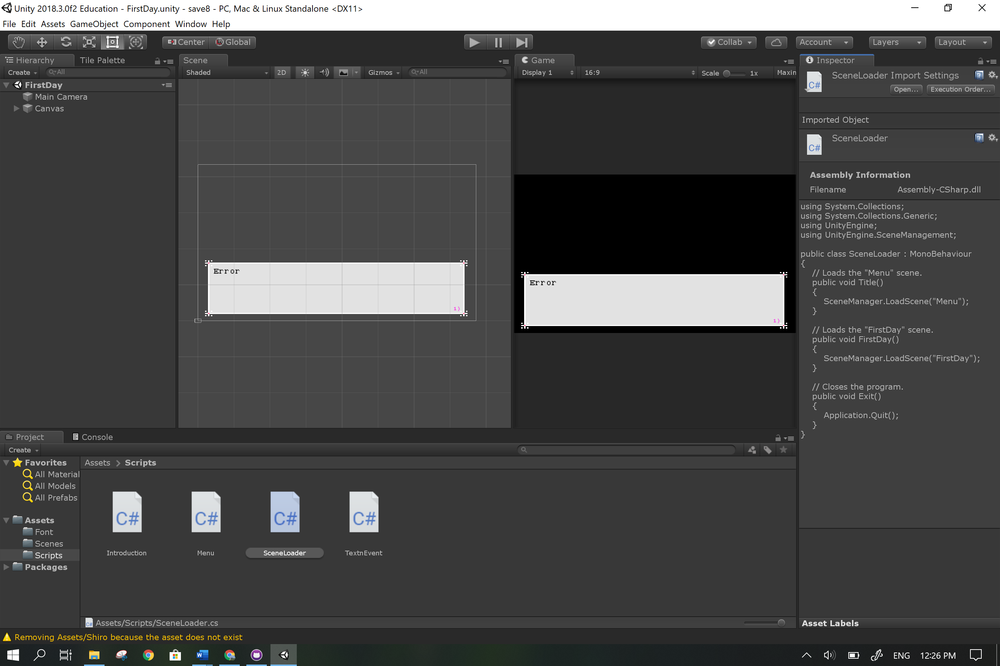 Unity 2018.3.0f2 Education - FirstDay.unity - save8 - PC, Mac & Linux Standalone <DX11>
File Edit Assets GameObject Component Window Help
Center Global Collab Account Layers Layout
Hierarchy Tile Palette
Create All
FirstDay
Main Camera
Canvas
Scene
Shaded 2D Gizmos All
Error
1)
Game
Display 1 16:9 Scale 1x Maxin
Error
1)
Inspector
SceneLoader Import Settings
C# Open... Execution Order...
Imported Object
SceneLoader
C#
Assembly Information
Filename Assembly-CSharp.dll
using System.Collections;
using System.Collections.Generic;
using UnityEngine;
using UnityEngine.SceneManagement;
public class SceneLoader : MonoBehaviour
{
// Loads the "Menu" scene.
public void Title()
{
SceneManager.LoadScene("Menu");
}
// Loads the "FirstDay" scene.
public void FirstDay()
{
SceneManager.LoadScene("FirstDay");
}
// Closes the program.
public void Exit()
{
Application.Quit();
}
}
Asset Labels
Project Console
Create
Favorites
All Material
All Models
All Prefabs
Assets
Font
Scenes
Scripts
Packages
Assets > Scripts
C# C# C# C#
Introduction Menu SceneLoader TextnEvent
C# Assets/Scripts/SceneLoader.cs
Removing Assets/Shiro because the asset does not exist
W ENG 12:26 PM